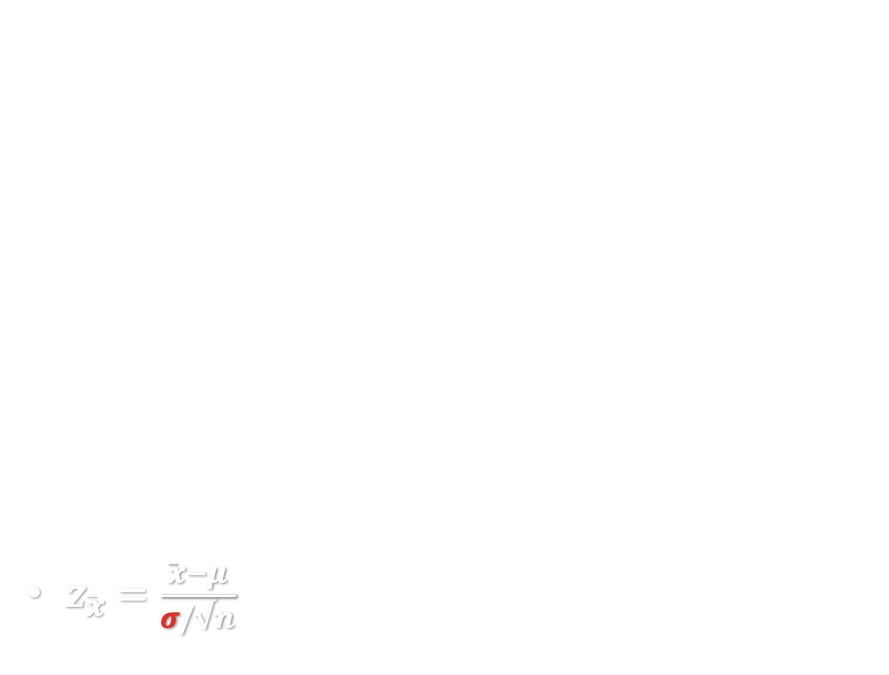 • z_x̄ = (x̄−μ)/(σ/√n)